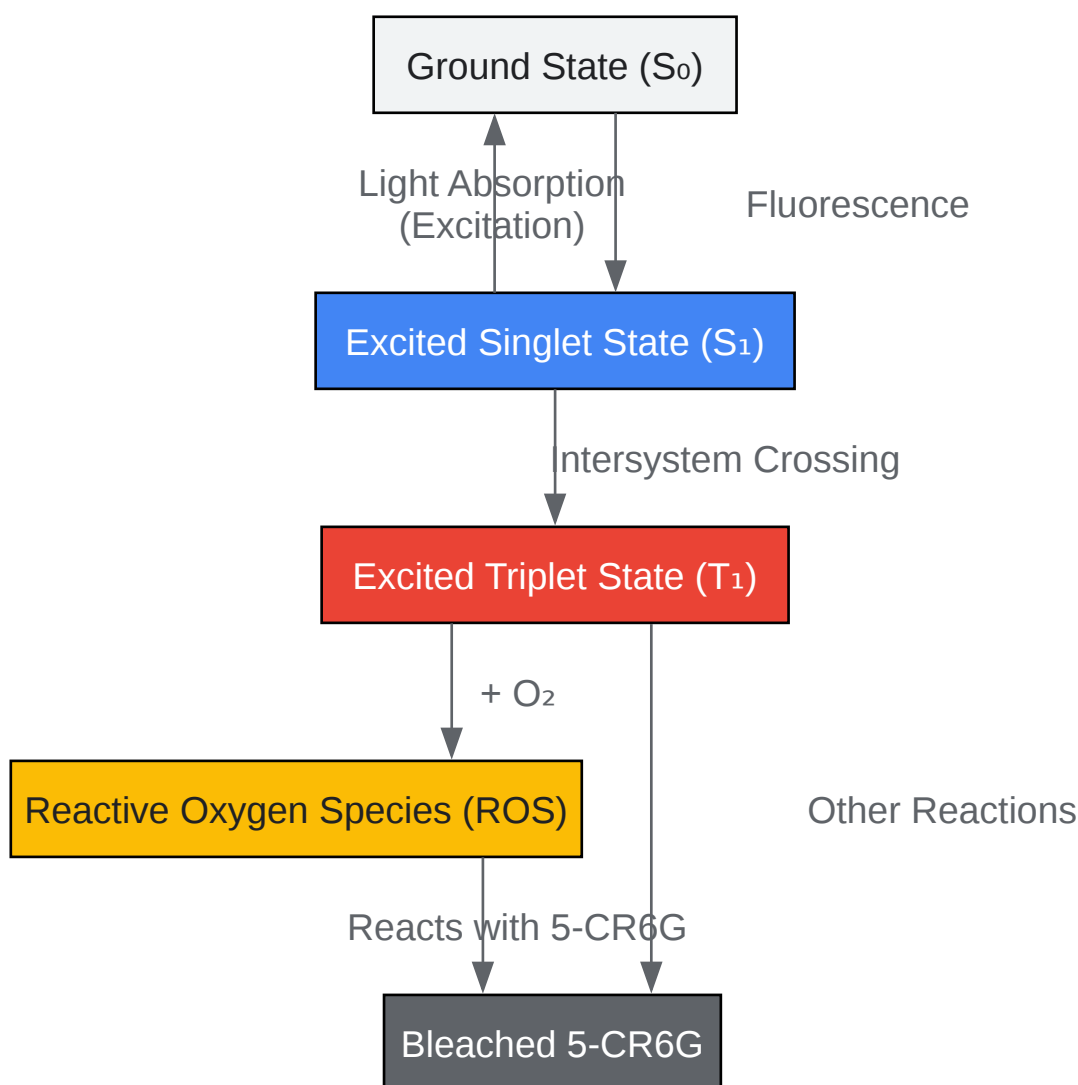 Ground State (S₀)
Light Absorption
(Excitation)
Fluorescence
Excited Singlet State (S₁)
Intersystem Crossing
Excited Triplet State (T₁)
+ O₂
Reactive Oxygen Species (ROS)
Other Reactions
Reacts with 5-CR6G
Bleached 5-CR6G